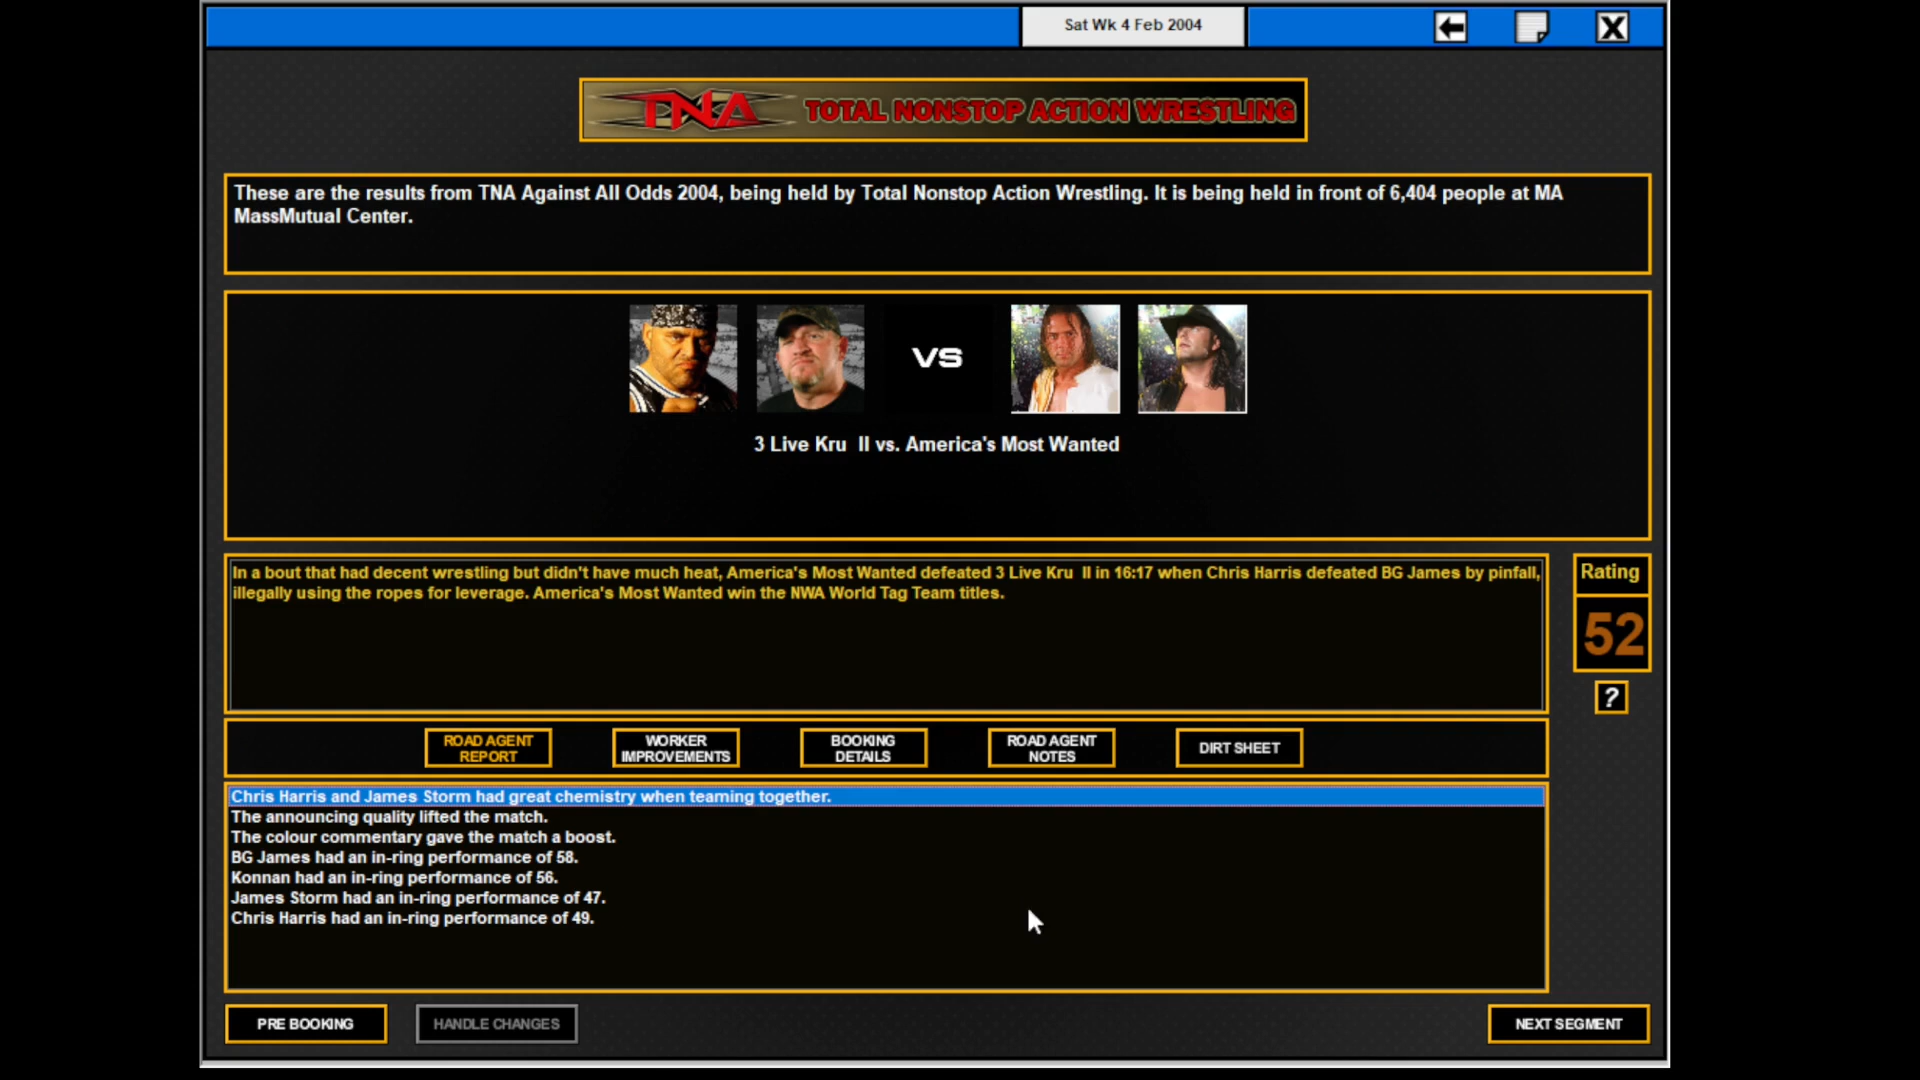 Sat Wk 4 Feb 2004
TNA TOTAL NONSTOP ACTION WRESTLING
These are the results from TNA Against All Odds 2004, being held by Total Nonstop Action Wrestling. It is being held in front of 6,404 people at MA
MassMutual Center.
VS
3 Live Kru  II vs. America's Most Wanted
In a bout that had decent wrestling but didn't have much heat, America's Most Wanted defeated 3 Live Kru  II in 16:17 when Chris Harris defeated BG James by pinfall,
illegally using the ropes for leverage. America's Most Wanted win the NWA World Tag Team titles.
Rating
52
?
ROAD AGENT
REPORT
WORKER
IMPROVEMENTS
BOOKING
DETAILS
ROAD AGENT
NOTES
DIRT SHEET
Chris Harris and James Storm had great chemistry when teaming together.
The announcing quality lifted the match.
The colour commentary gave the match a boost.
BG James had an in-ring performance of 58.
Konnan had an in-ring performance of 56.
James Storm had an in-ring performance of 47.
Chris Harris had an in-ring performance of 49.
PRE BOOKING
HANDLE CHANGES
NEXT SEGMENT